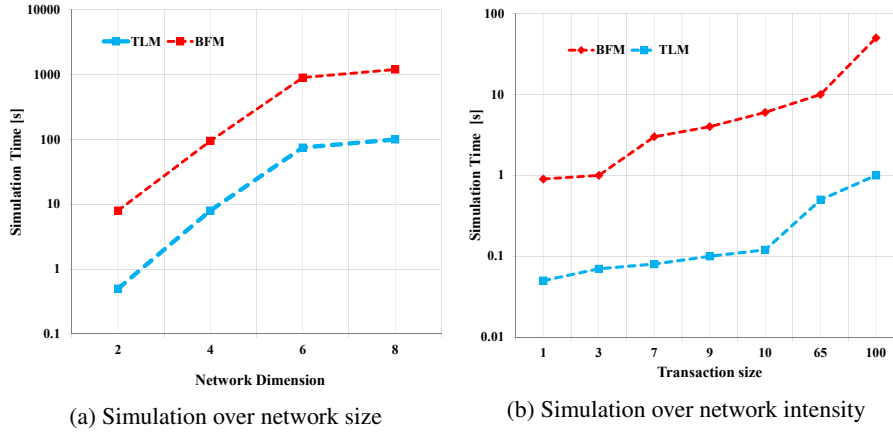 10000
1000
100
10
1
0.1
Simulation Time [s]
TLM BFM
2 4 6 8
Network Dimension
(a) Simulation over network size
100
10
1
0.1
0.01
Simulation Time [s]
BFM TLM
1 3 7 9 10 65 100
Transaction size
(b) Simulation over network intensity